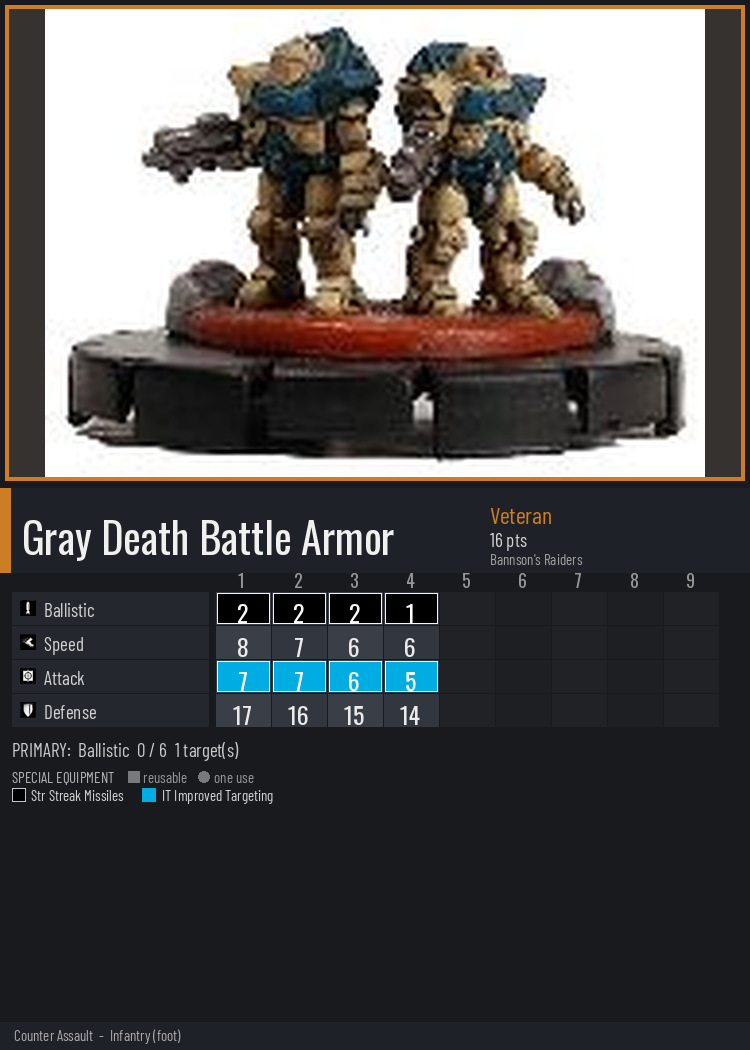 Gray Death Battle Armor
Veteran
16 pts
Bannson's Raiders
1 2 3 4 5 6 7 8 9
Ballistic 2 2 2 1
Speed 8 7 6 6
Attack 7 7 6 5
Defense 17 16 15 14
PRIMARY: Ballistic 0 / 6 1 target(s)
SPECIAL EQUIPMENT reusable one use
Str Streak Missiles IT Improved Targeting
Counter Assault - Infantry (foot)